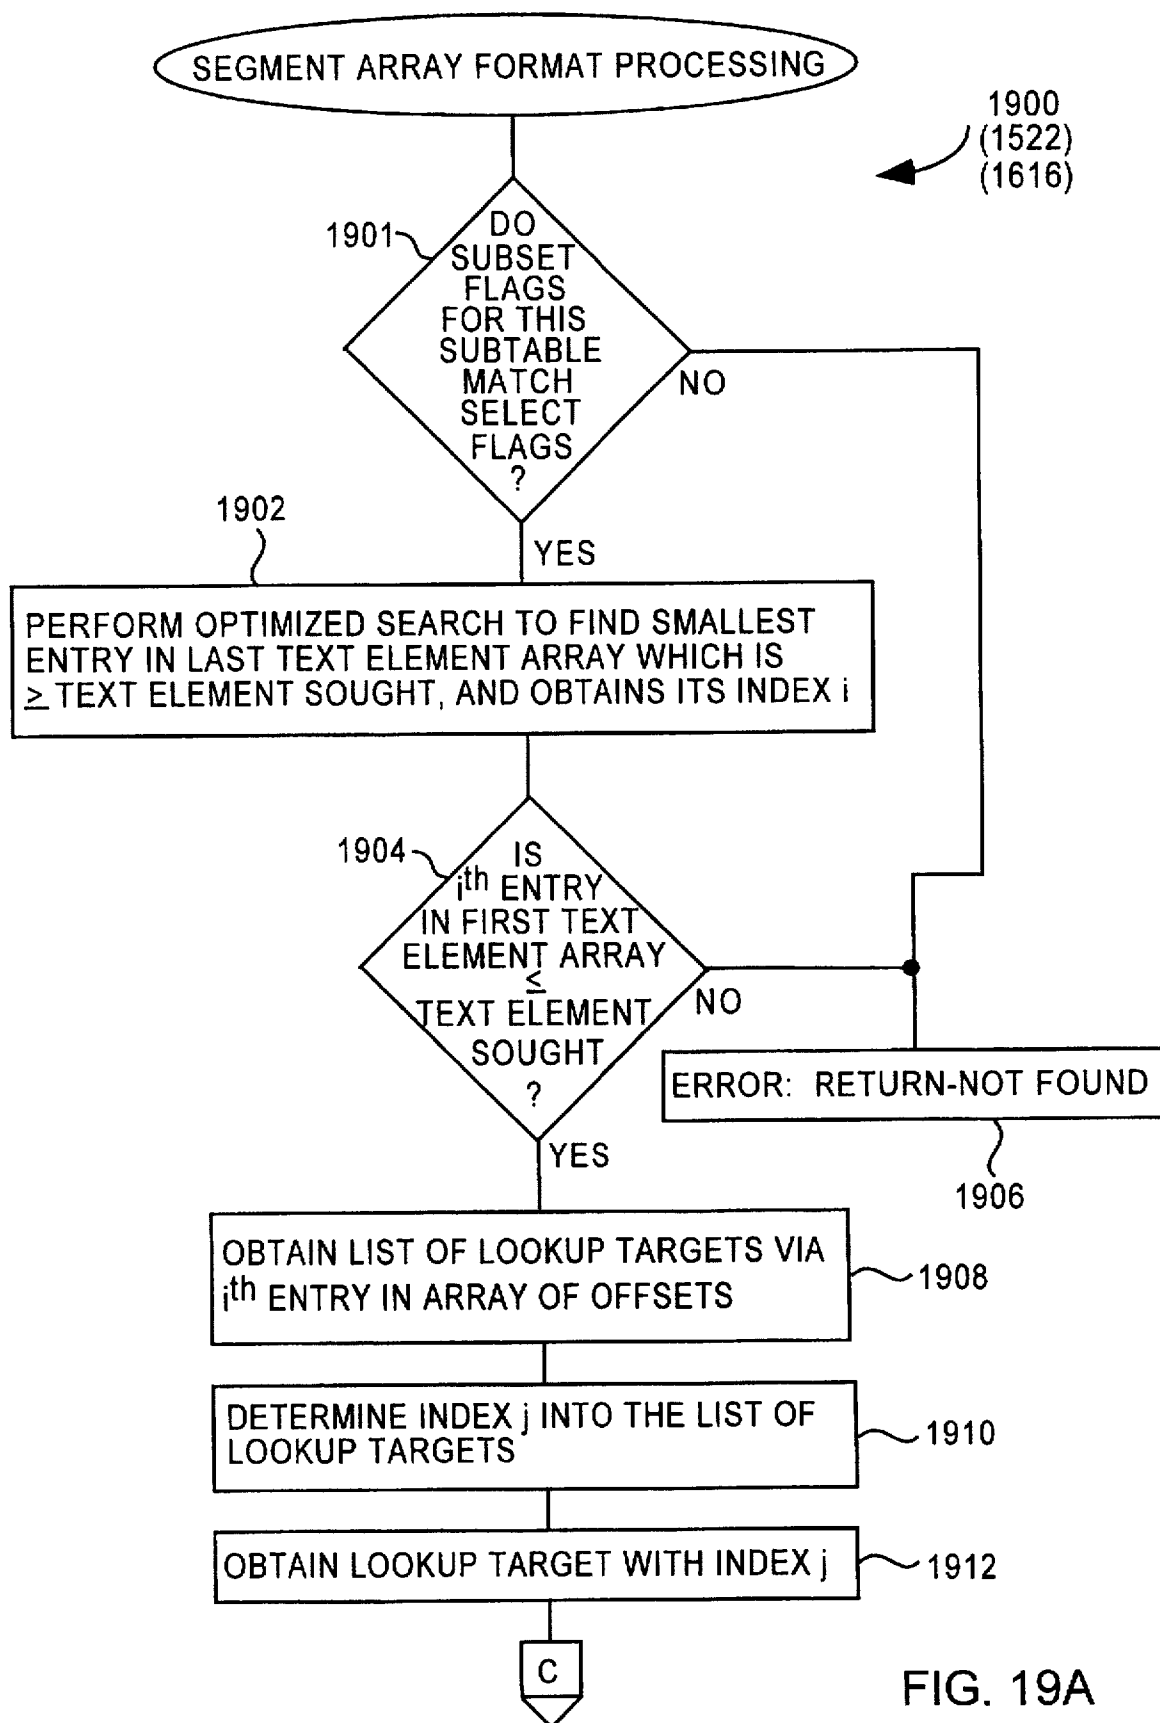 SEGMENT ARRAY FORMAT PROCESSING
1900
(1522)
(1616)
1901
DO
SUBSET
FLAGS
FOR THIS
SUBTABLE
MATCH
SELECT
FLAGS
?
NO
1902
YES
PERFORM OPTIMIZED SEARCH TO FIND SMALLEST
ENTRY IN LAST TEXT ELEMENT ARRAY WHICH IS
≥ TEXT ELEMENT SOUGHT, AND OBTAINS ITS INDEX i
1904
IS
ith ENTRY
IN FIRST TEXT
ELEMENT ARRAY
≤
TEXT ELEMENT
SOUGHT
?
NO
ERROR: RETURN-NOT FOUND
YES
1906
OBTAIN LIST OF LOOKUP TARGETS VIA
ith ENTRY IN ARRAY OF OFFSETS
1908
DETERMINE INDEX j INTO THE LIST OF
LOOKUP TARGETS
1910
OBTAIN LOOKUP TARGET WITH INDEX j
1912
C
FIG. 19A